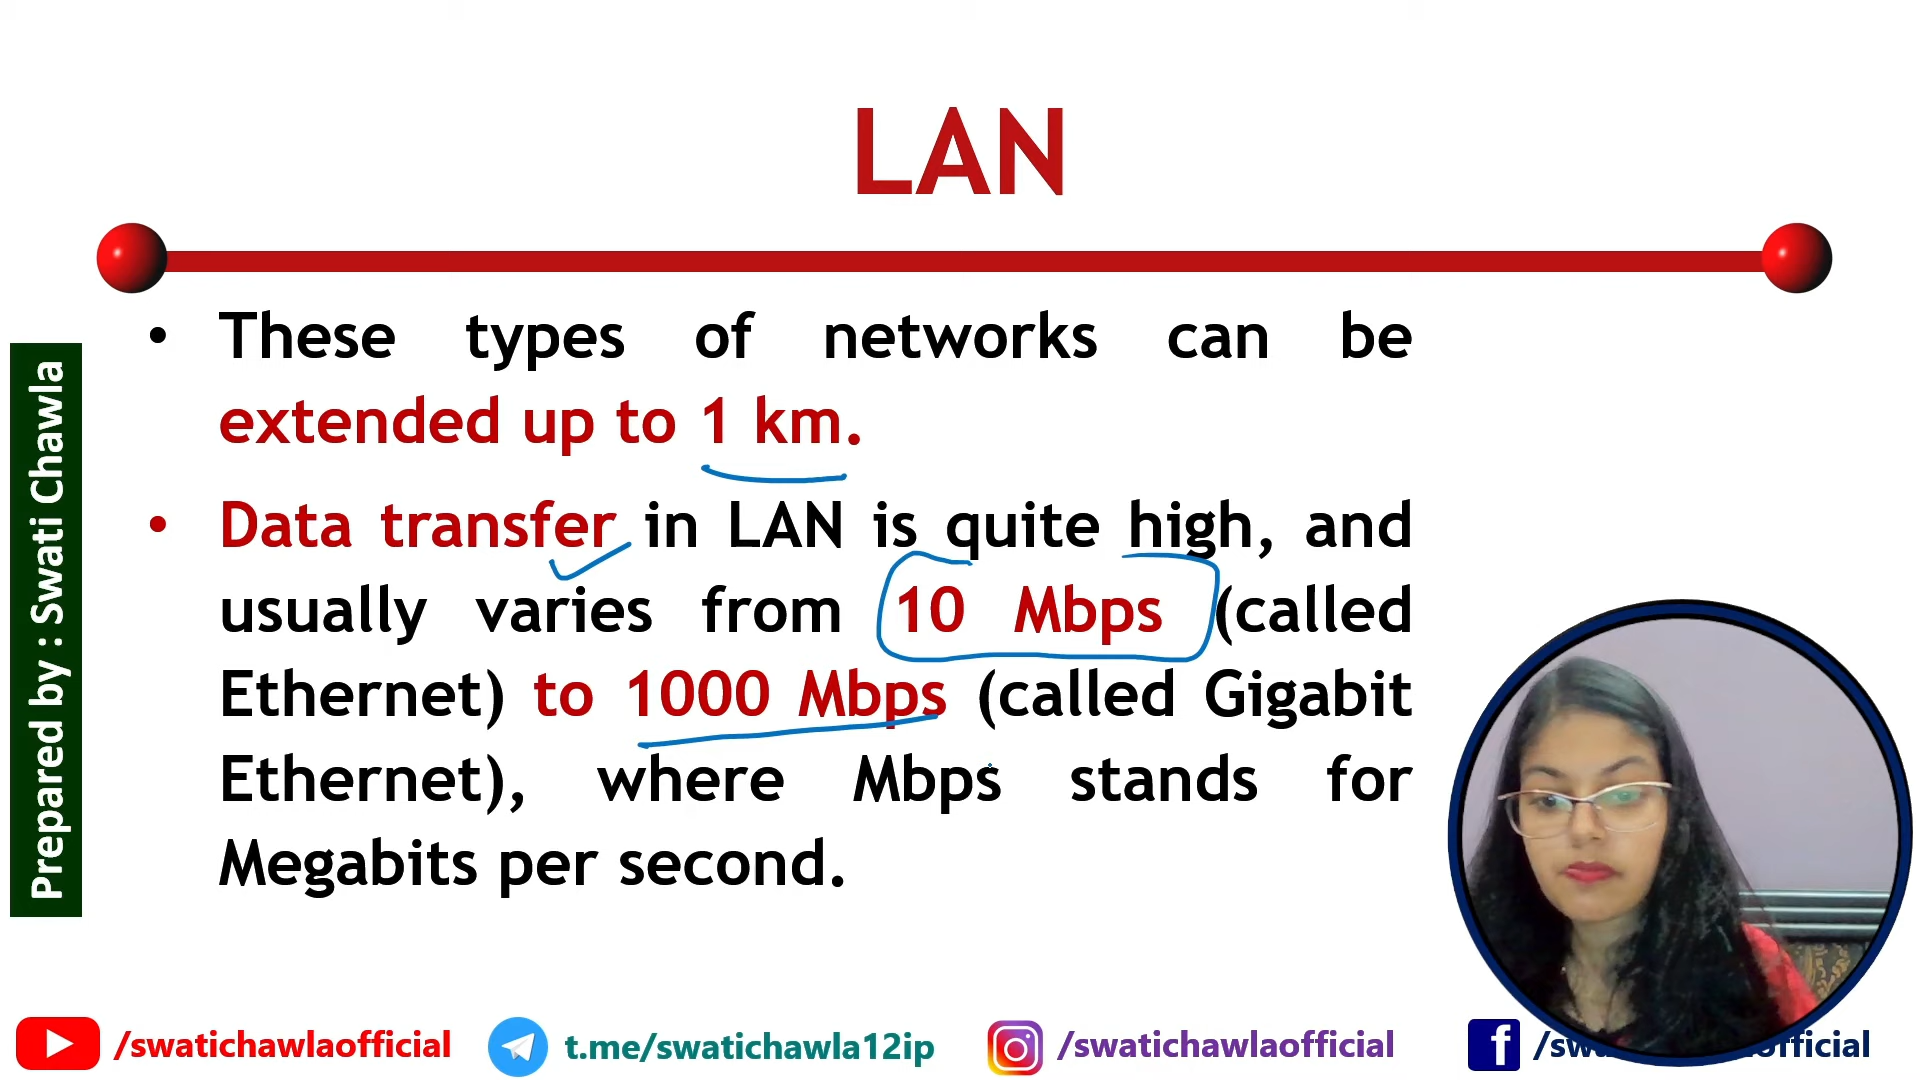 LAN
• These types of networks can be
extended up to 1 km.
• Data transfer in LAN is quite high, and
usually varies from 10 Mbps (called
Ethernet) to 1000 Mbps (called Gigabit
Ethernet), where Mbps stands for
Megabits per second.
Prepared by : Swati Chawla
/swatichawlaofficial
t.me/swatichawla12ip
/swatichawlaofficial